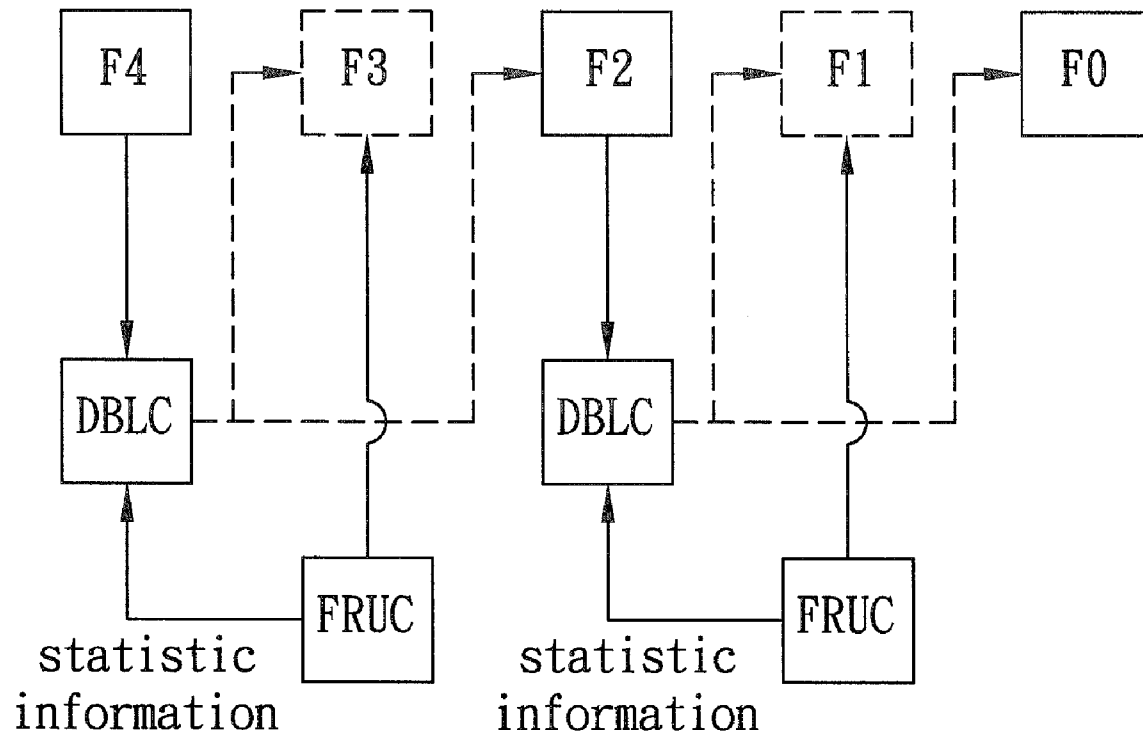 F4
F3
F2
F1
F0
DBLC
DBLC
FRUC
FRUC
statistic
information
statistic
information